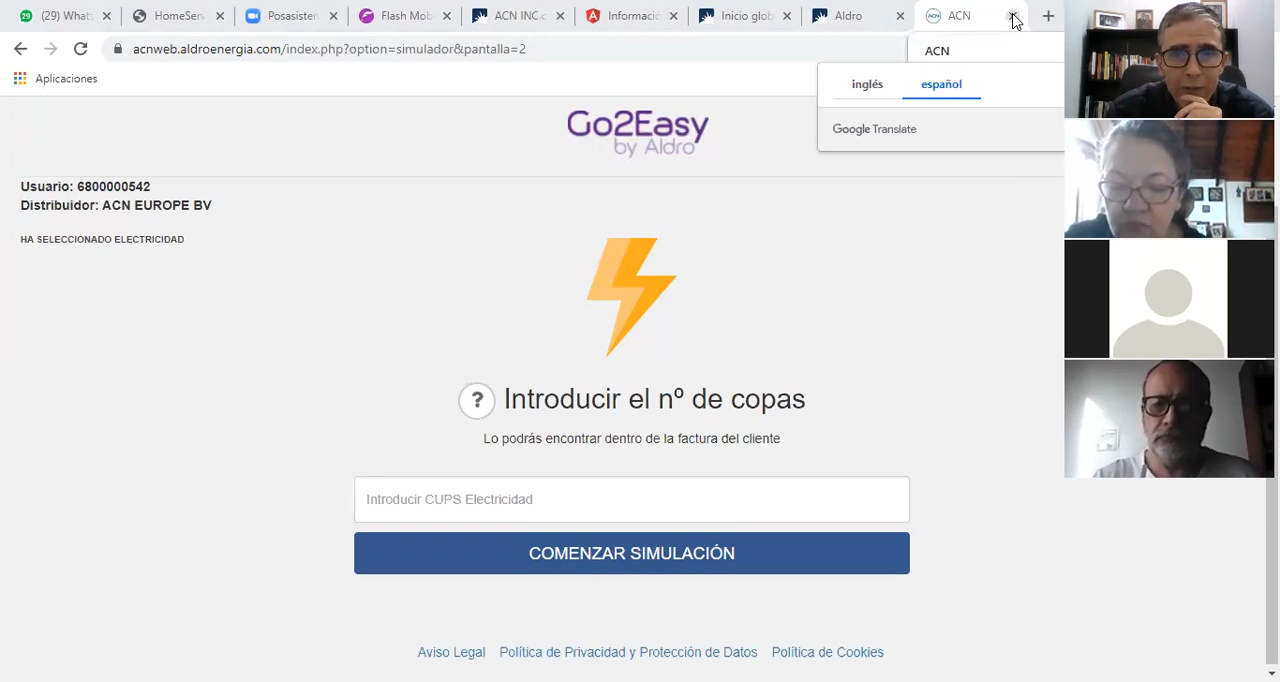 (29) Whats
HomeServ
Posasisten
Flash Mob
ACN INC.c
Informació
Inicio glob
Aldro
ACN
acnweb.aldroenergia.com/index.php?option=simulador&pantalla=2
ACN
Aplicaciones
inglés
español
Google Translate
Go2Easy
by Aldro
Usuario: 6800000542
Distribuidor: ACN EUROPE BV
HA SELECCIONADO ELECTRICIDAD
? Introducir el nº de copas
Lo podrás encontrar dentro de la factura del cliente
Introducir CUPS Electricidad
COMENZAR SIMULACIÓN
Aviso Legal
Política de Privacidad y Protección de Datos
Política de Cookies